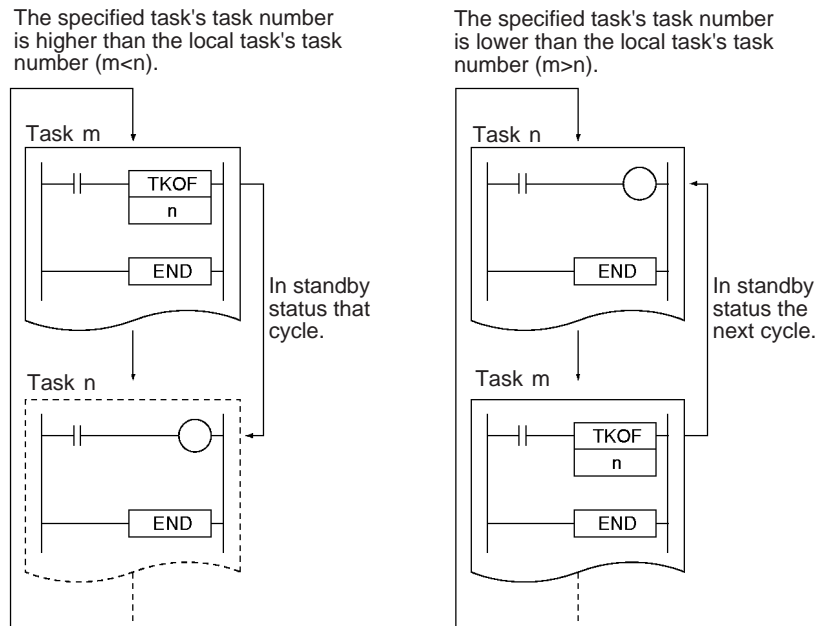 The specified task's task number
is higher than the local task's task
number (m<n).
Task m
TKOF
n
END
In standby
status that
cycle.
Task n
END
The specified task's task number
is lower than the local task's task
number (m>n).
Task n
END
In standby
status the
next cycle.
Task m
TKOF
n
END